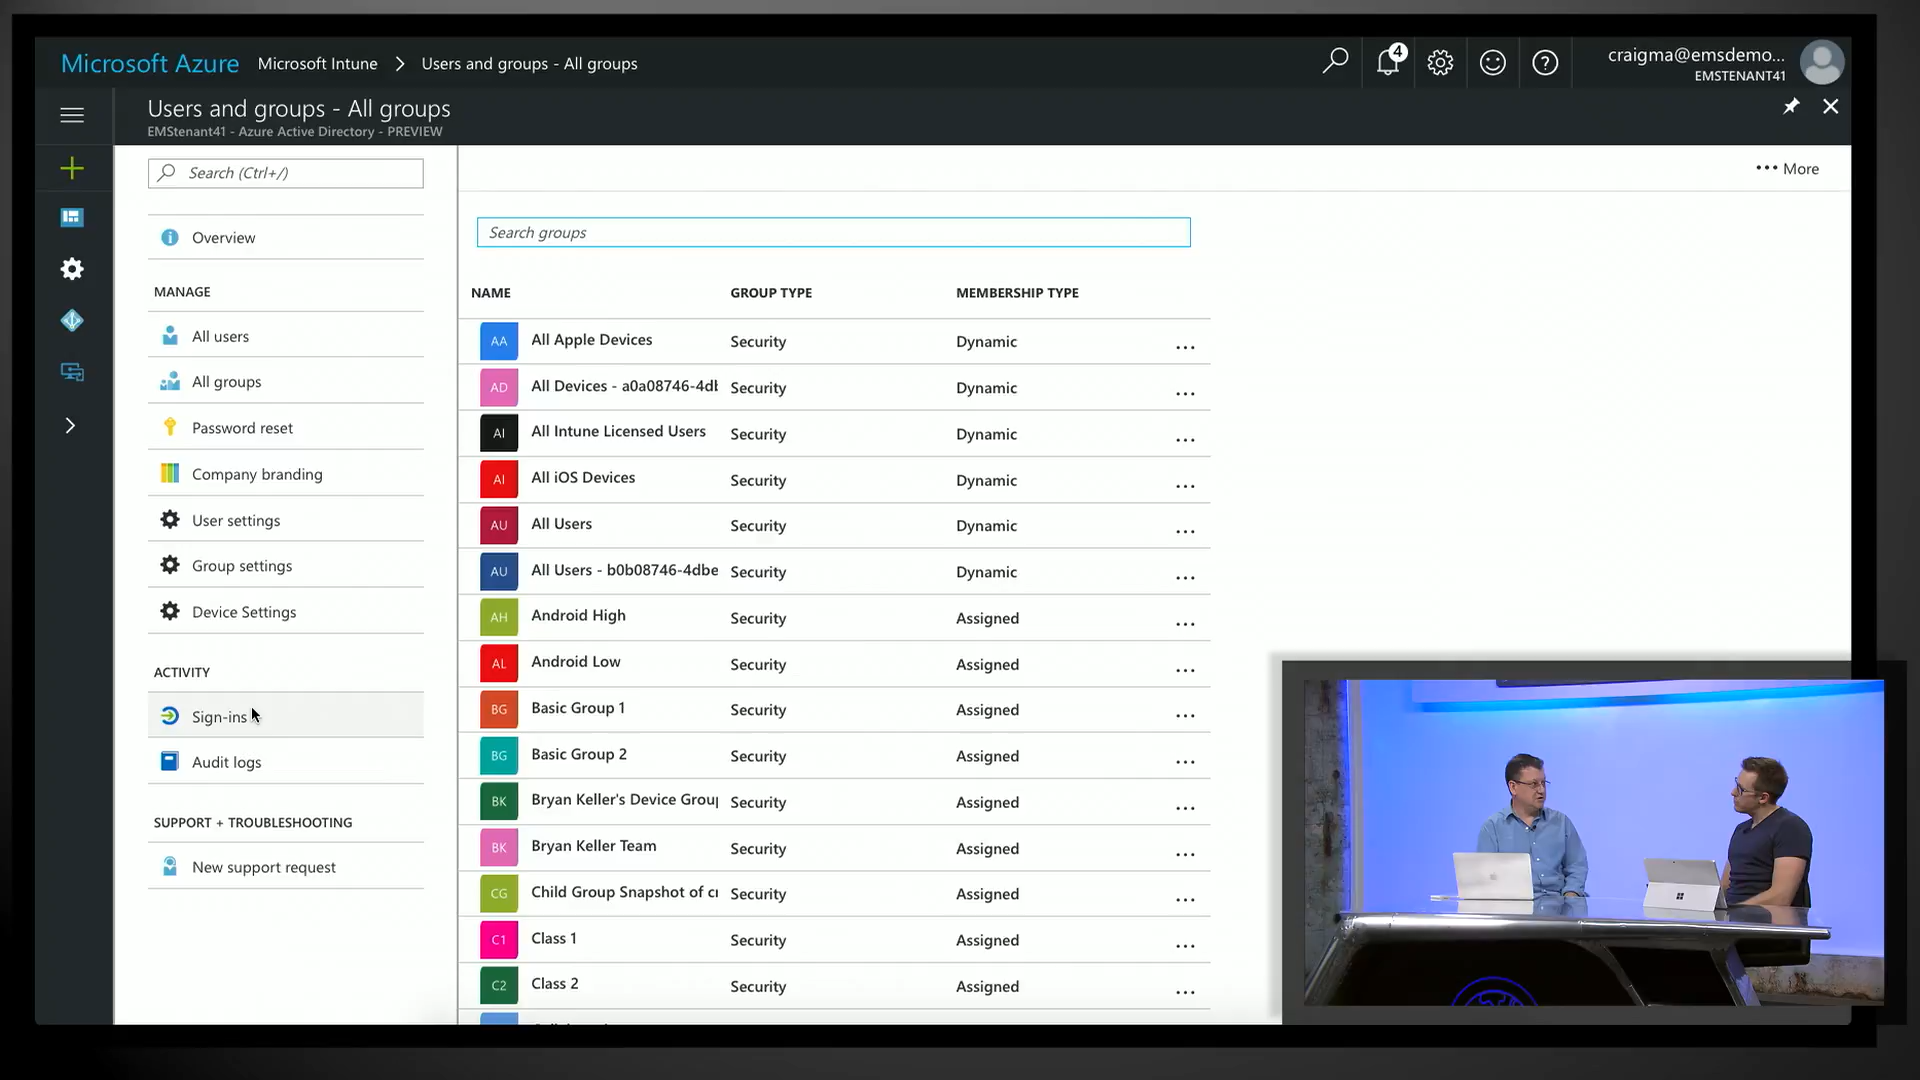 Microsoft Azure
Microsoft Intune > Users and groups - All groups
4
craigma@emsdemo...
EMSTENANT41
Users and groups - All groups
EMStenant41 - Azure Active Directory - PREVIEW
Search (Ctrl+/)
Overview
MANAGE
All users
All groups
Password reset
Company branding
User settings
Group settings
Device Settings
ACTIVITY
Sign-ins
Audit logs
SUPPORT + TROUBLESHOOTING
New support request
... More
Search groups
NAME GROUP TYPE MEMBERSHIP TYPE
AA All Apple Devices Security Dynamic ...
AD All Devices - a0a08746-4db Security Dynamic ...
AI All Intune Licensed Users Security Dynamic ...
AI All iOS Devices Security Dynamic ...
AU All Users Security Dynamic ...
AU All Users - b0b08746-4dbe Security Dynamic ...
AH Android High Security Assigned ...
AL Android Low Security Assigned ...
BG Basic Group 1 Security Assigned ...
BG Basic Group 2 Security Assigned ...
BK Bryan Keller's Device Group Security Assigned ...
BK Bryan Keller Team Security Assigned ...
CG Child Group Snapshot of Security Assigned ...
C1 Class 1 Security Assigned ...
C2 Class 2 Security Assigned ...